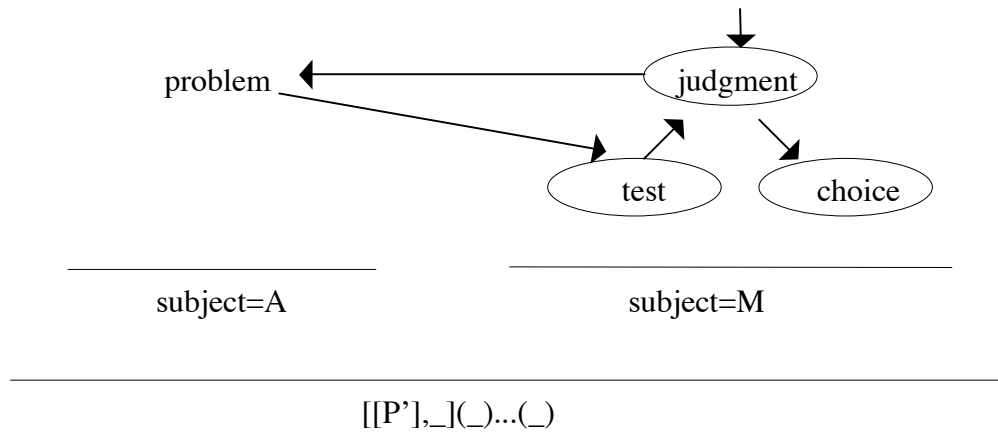 problem
judgment
test
choice
subject=A
subject=M
[[P’],_](_)...(_)